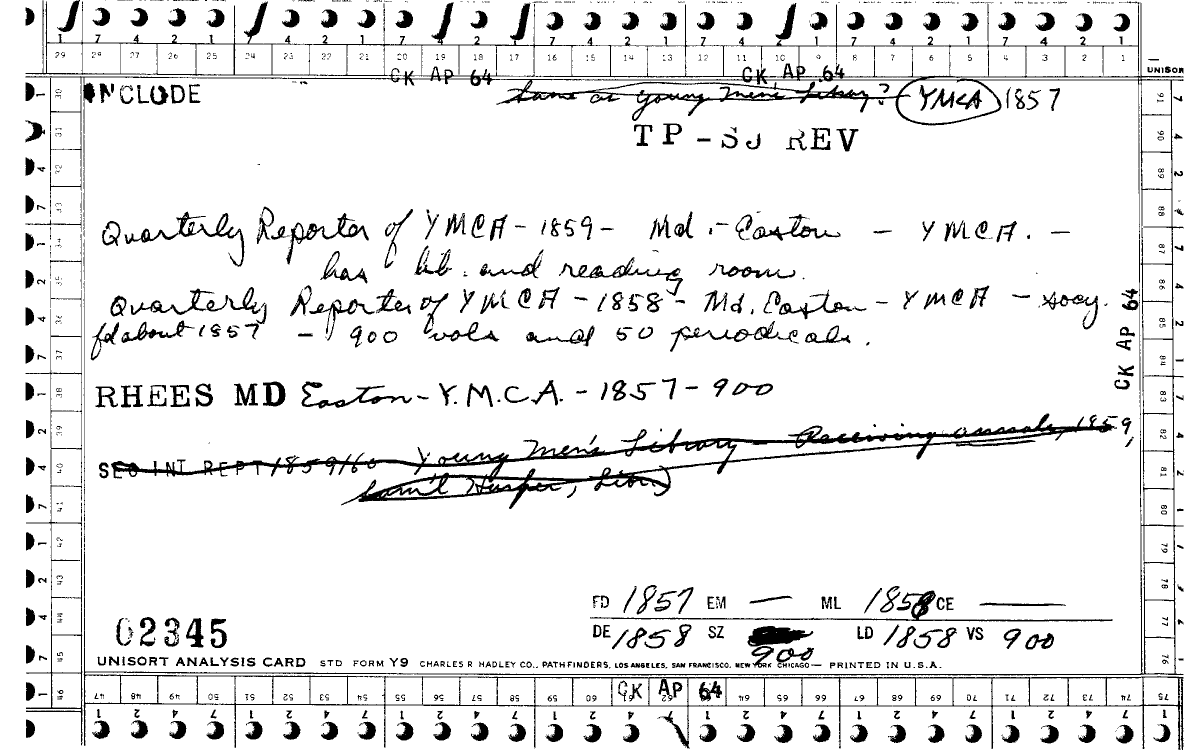 CK AP 64 CK AP 64
UNISOR
INCLUDE Same as Young Men's Library? YMCA 1857
TP-SJ REV
Quarterly Reporter of YMCA - 1859 - Md. - Easton - YMCA. -
has lib. and reading room.
Quarterly Reporter of YMCA - 1858 - Md. Easton - YMCA - socy.
fd about 1857 - 900 vols and 50 periodicals.
CK AP 64
RHEES MD Easton - Y.M.C.A. - 1857 - 900
SEC INT REPT 1859/60 Young Men's Library - Receiving annals, 1859,
Sam'l Harper, Libn)
FD 1857 EM — ML 1858 CE —
02345 DE 1858 SZ 900 LD 1858 VS 900
UNISORT ANALYSIS CARD STD FORM Y9 CHARLES R HADLEY CO., PATHFINDERS, LOS ANGELES, SAN FRANCISCO, NEW YORK CHICAGO — PRINTED IN U.S.A.
CK AP 64